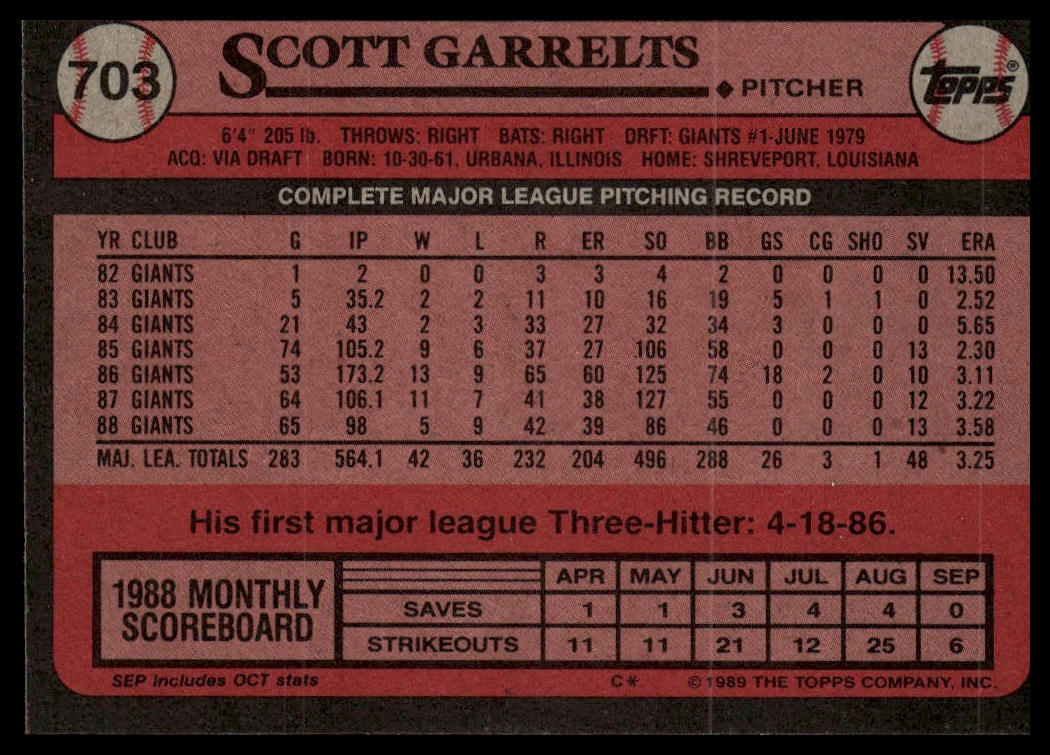 703
SCOTT GARRELTS
◆ PITCHER
TOPPS®
6'4" 205 lb. THROWS: RIGHT BATS: RIGHT DRFT: GIANTS #1-JUNE 1979
ACQ: VIA DRAFT BORN: 10-30-61, URBANA, ILLINOIS HOME: SHREVEPORT, LOUISIANA
COMPLETE MAJOR LEAGUE PITCHING RECORD
YR CLUB G IP W L R ER SO BB GS CG SHO SV ERA
82 GIANTS 1 2 0 0 3 3 4 2 0 0 0 0 13.50
83 GIANTS 5 35.2 2 2 11 10 16 19 5 1 1 0 2.52
84 GIANTS 21 43 2 3 33 27 32 34 3 0 0 0 5.65
85 GIANTS 74 105.2 9 6 37 27 106 58 0 0 0 13 2.30
86 GIANTS 53 173.2 13 9 65 60 125 74 18 2 0 10 3.11
87 GIANTS 64 106.1 11 7 41 38 127 55 0 0 0 12 3.22
88 GIANTS 65 98 5 9 42 39 86 46 0 0 0 13 3.58
MAJ. LEA. TOTALS 283 564.1 42 36 232 204 496 288 26 3 1 48 3.25
His first major league Three-Hitter: 4-18-86.
1988 MONTHLY SCOREBOARD
APR MAY JUN JUL AUG SEP
SAVES 1 1 3 4 4 0
STRIKEOUTS 11 11 21 12 25 6
SEP includes OCT stats C* © 1989 THE TOPPS COMPANY, INC.